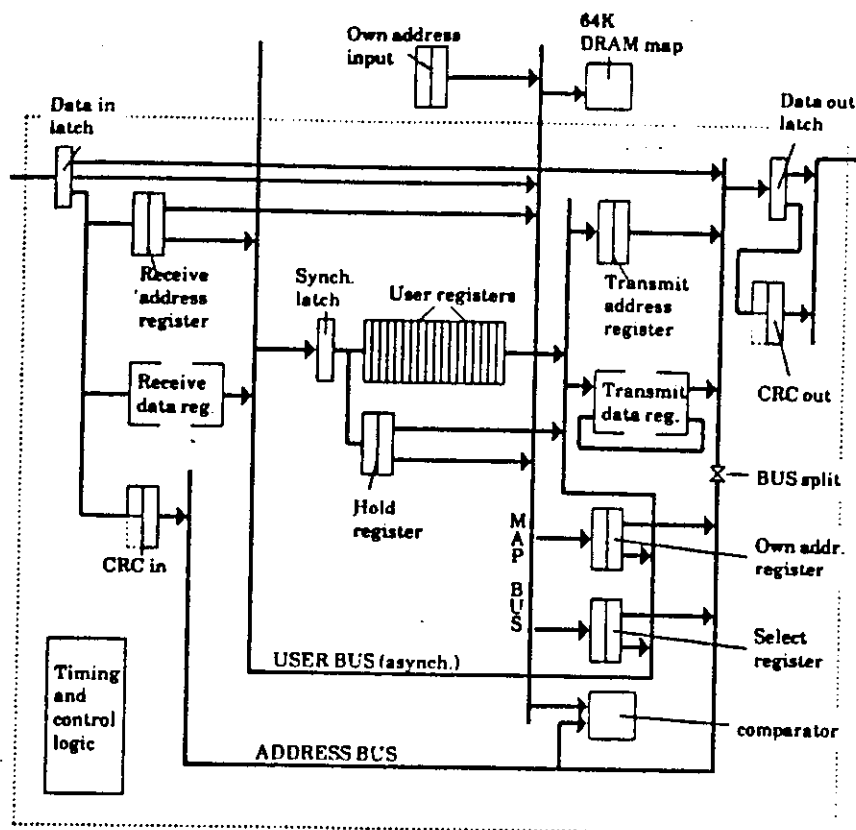 Own address
input
64K
DRAM map
Data in
latch
Data out
latch
Receive
address
register
Synch.
latch
User registers
Transmit
address
register
CRC out
Receive
data reg.
Transmit
data reg.
BUS split
Hold
register
CRC in
MAP BUS
Own addr.
register
Select
register
Timing
and
control
logic
USER BUS (asynch.)
comparator
ADDRESS BUS